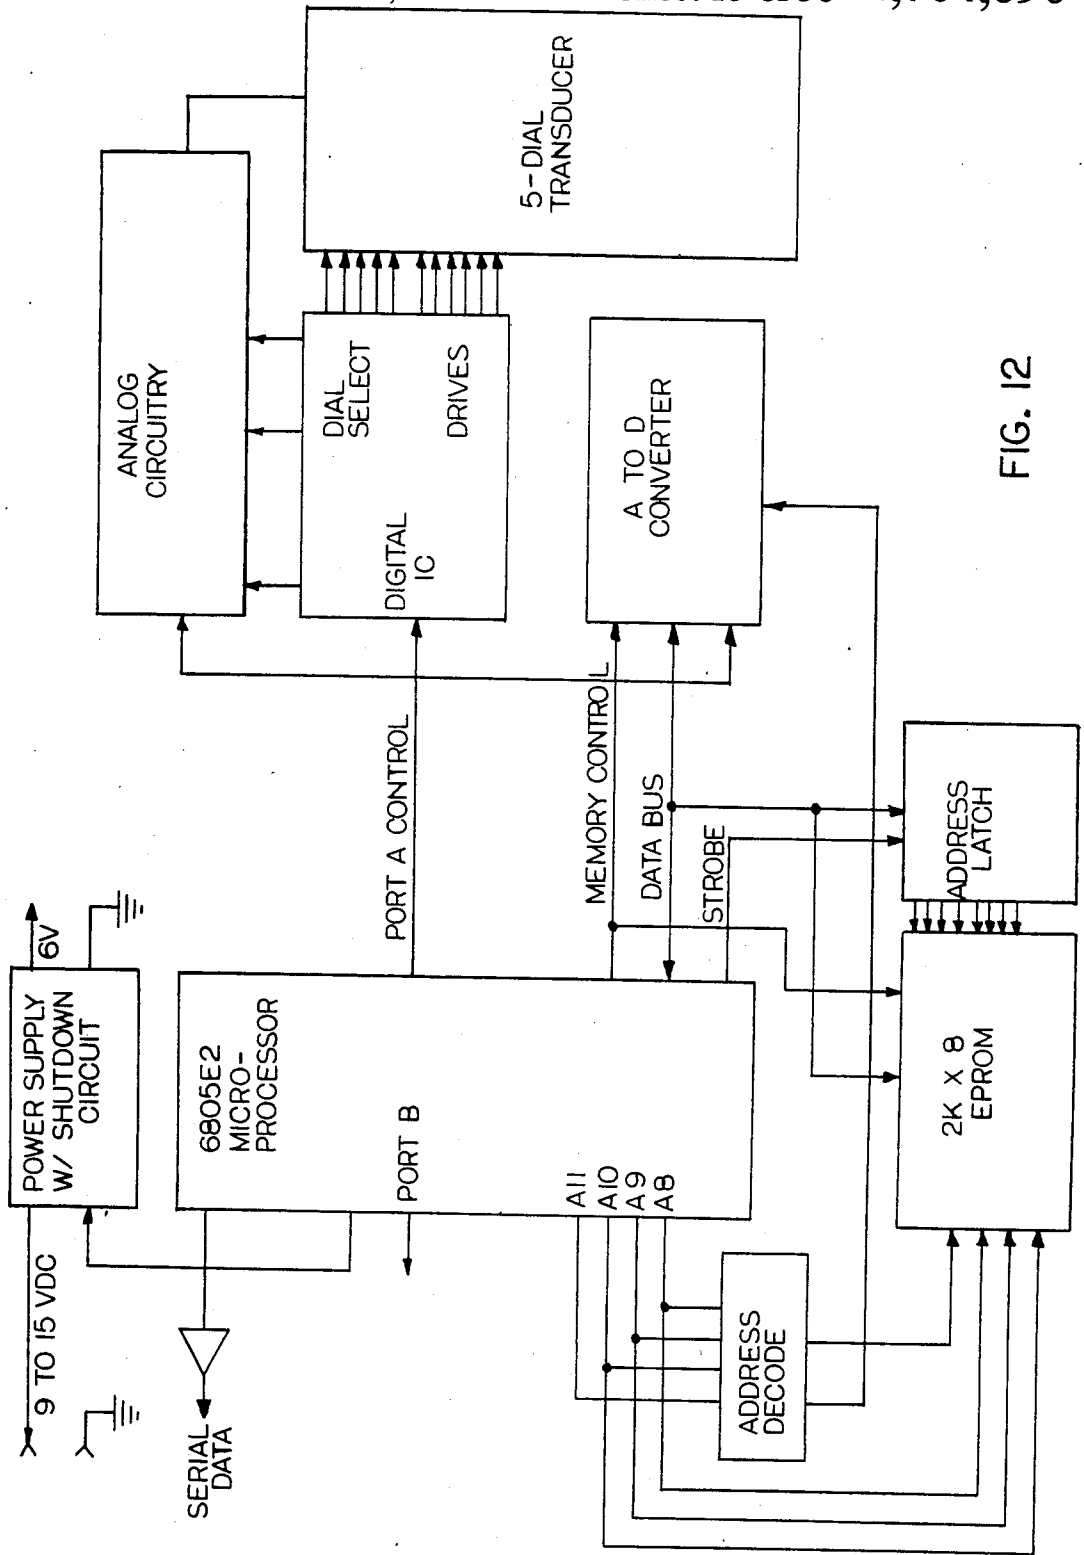 9 TO 15 VDC
POWER SUPPLY
W/ SHUTDOWN
CIRCUIT
6V
SERIAL
DATA
6805E2
MICRO-
PROCESSOR
PORT B
A11
A10
A9
A8
ADDRESS
DECODE
PORT A CONTROL
MEMORY CONTROL
DATA BUS
STROBE
2K X 8
EPROM
ADDRESS
LATCH
ANALOG
CIRCUITRY
DIGITAL
IC
DIAL
SELECT
DRIVES
A TO D
CONVERTER
5-DIAL
TRANSDUCER
FIG. 12